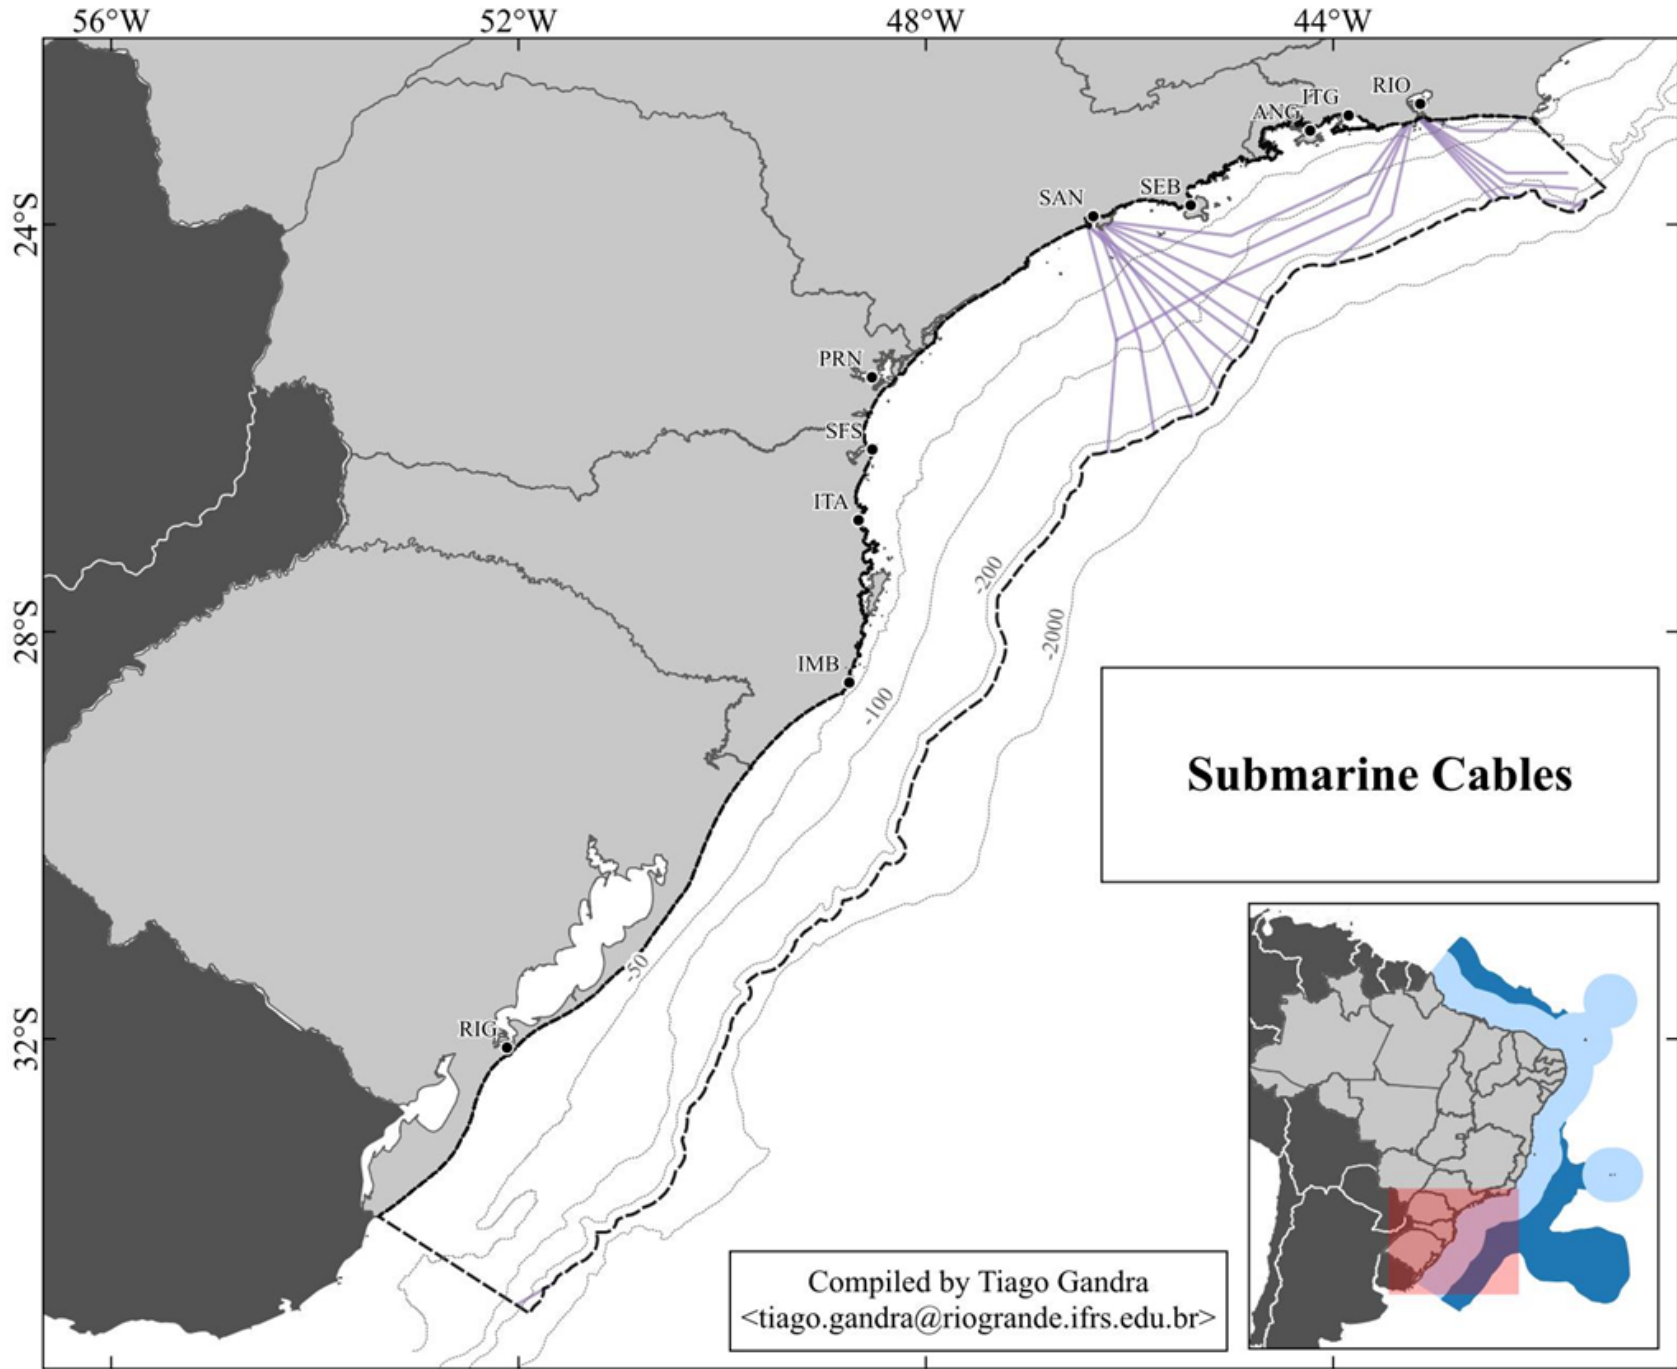 56°W 52°W 48°W 44°W
RIO
ITG
ANG
SEB
SAN
24°S
PRN
SFS
ITA
-200
28°S
-2000
IMB
-100
Submarine Cables
-50
RIG
32°S
Compiled by Tiago Gandra
<tiago.gandra@riogrande.ifrs.edu.br>